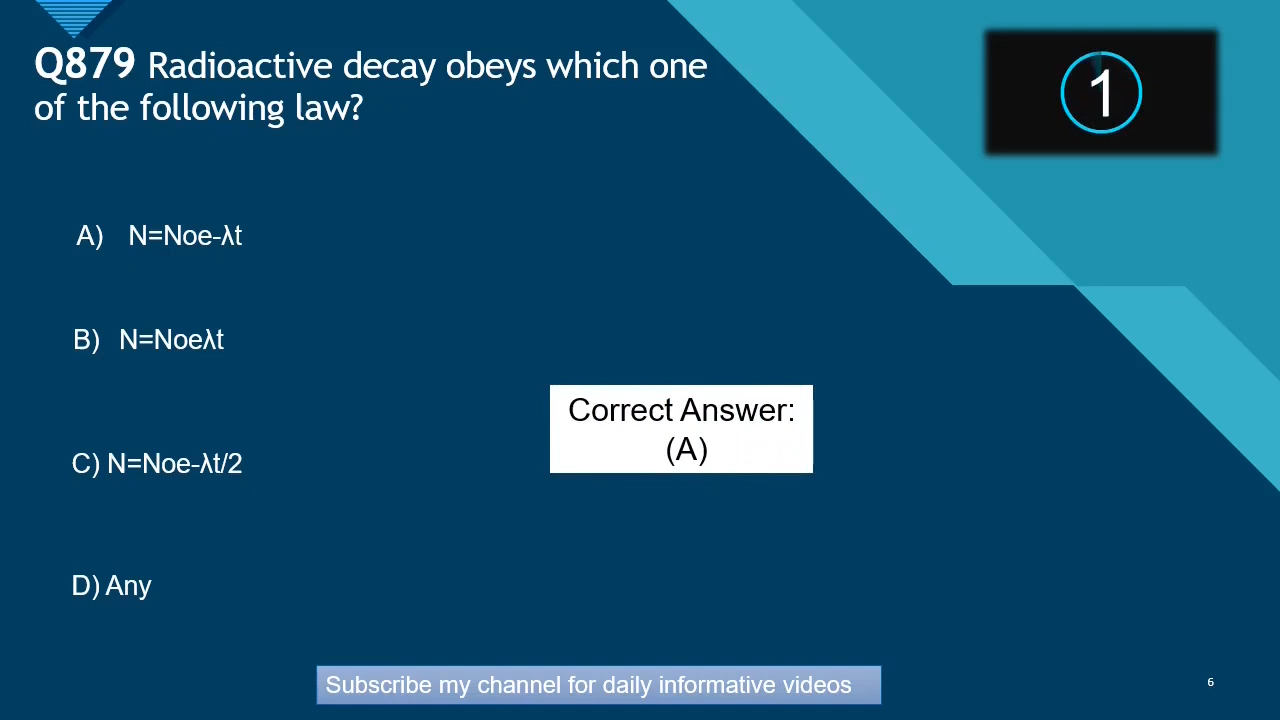 Q879 Radioactive decay obeys which one
of the following law?
1
A) N=Noe-λt
B) N=Noeλt
Correct Answer:
(A)
C) N=Noe-λt/2
D) Any
Subscribe my channel for daily informative videos
6